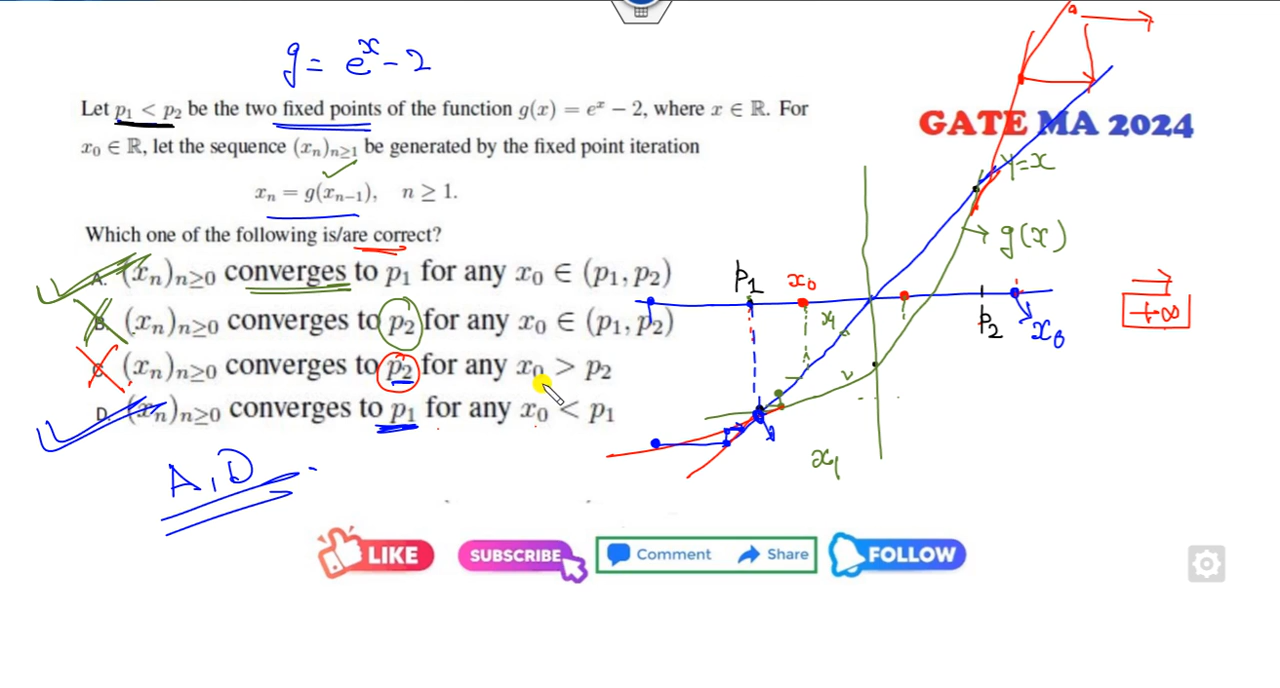 g = e^x - 2
Let p₁ < p₂ be the two fixed points of the function g(x) = eˣ − 2, where x ∈ ℝ. For
x₀ ∈ ℝ, let the sequence (xₙ)ₙ≥₁ be generated by the fixed point iteration
xₙ = g(xₙ₋₁), n ≥ 1.
Which one of the following is/are correct?
A. (xₙ)ₙ≥₀ converges to p₁ for any x₀ ∈ (p₁, p₂)
B. (xₙ)ₙ≥₀ converges to p₂ for any x₀ ∈ (p₁, p₂)
C. (xₙ)ₙ≥₀ converges to p₂ for any x₀ > p₂
D. (xₙ)ₙ≥₀ converges to p₁ for any x₀ < p₁
A, D
GATE MA 2024
y=x
g(x)
p₁
x₀
p₂
x₀
+∞
x₁
x₁
LIKE
SUBSCRIBE
Comment
Share
FOLLOW